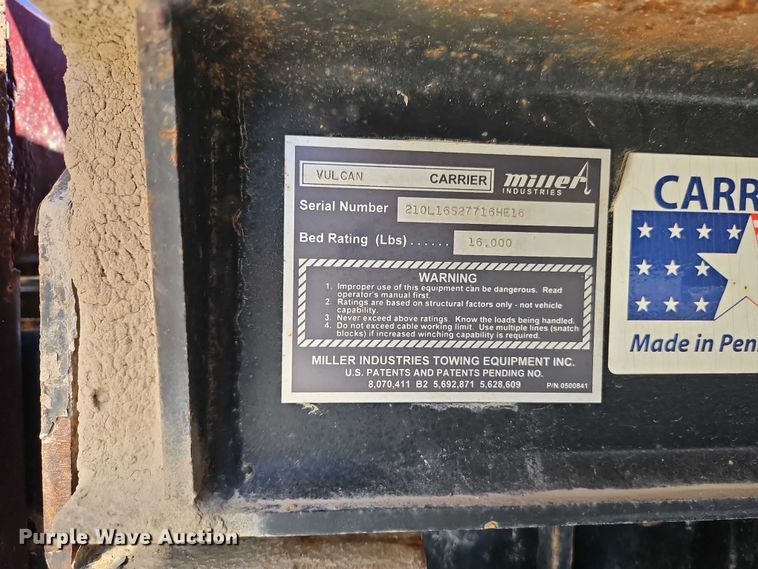 VULCAN CARRIER Miller INDUSTRIES
Serial Number 210L16S27716HE16
Bed Rating (Lbs) ...... 16,000
WARNING
1. Improper use of this equipment can be dangerous. Read
operator's manual first.
2. Ratings are based on structural factors only - not vehicle
capability.
3. Never exceed above ratings. Know the loads being handled.
4. Do not exceed cable working limit. Use multiple lines (snatch
blocks) if increased winching capability is required.
MILLER INDUSTRIES TOWING EQUIPMENT INC.
U.S. PATENTS AND PATENTS PENDING NO.
8,070,411 B2 5,692,871 5,628,609 P/N 0500841
CARR
Made in Pen
Purple Wave Auction